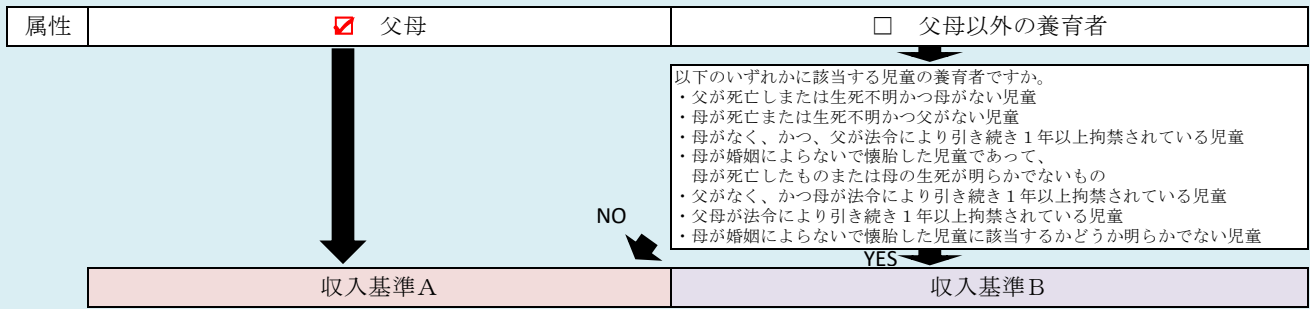 属性 ☑ 父母 □ 父母以外の養育者
以下のいずれかに該当する児童の養育者ですか。
・父が死亡しまたは生死不明かつ母がない児童
・母が死亡または生死不明かつ父がない児童
・母がなく、かつ、父が法令により引き続き１年以上拘禁されている児童
・母が婚姻によらないで懐胎した児童であって、
母が死亡したものまたは母の生死が明らかでないもの
・父がなく、かつ母が法令により引き続き１年以上拘禁されている児童
・父母が法令により引き続き１年以上拘禁されている児童
・母が婚姻によらないで懐胎した児童に該当するかどうか明らかでない児童
NO
YES
収入基準Ａ 収入基準Ｂ